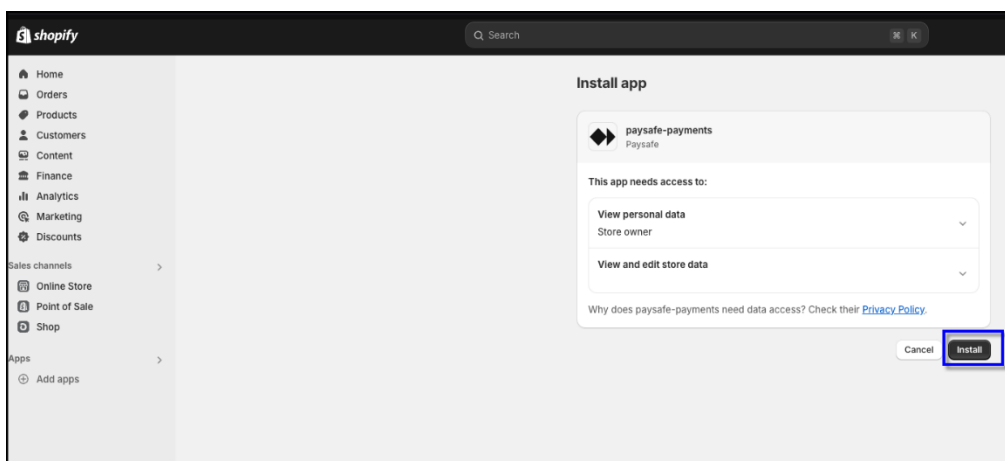 shopify
Search
⌘ K
Home
Orders
Products
Customers
Content
Finance
Analytics
Marketing
Discounts
Sales channels
Online Store
Point of Sale
Shop
Apps
Add apps
Install app
paysafe-payments
Paysafe
This app needs access to:
View personal data
Store owner
View and edit store data
Why does paysafe-payments need data access? Check their Privacy Policy.
Cancel
Install